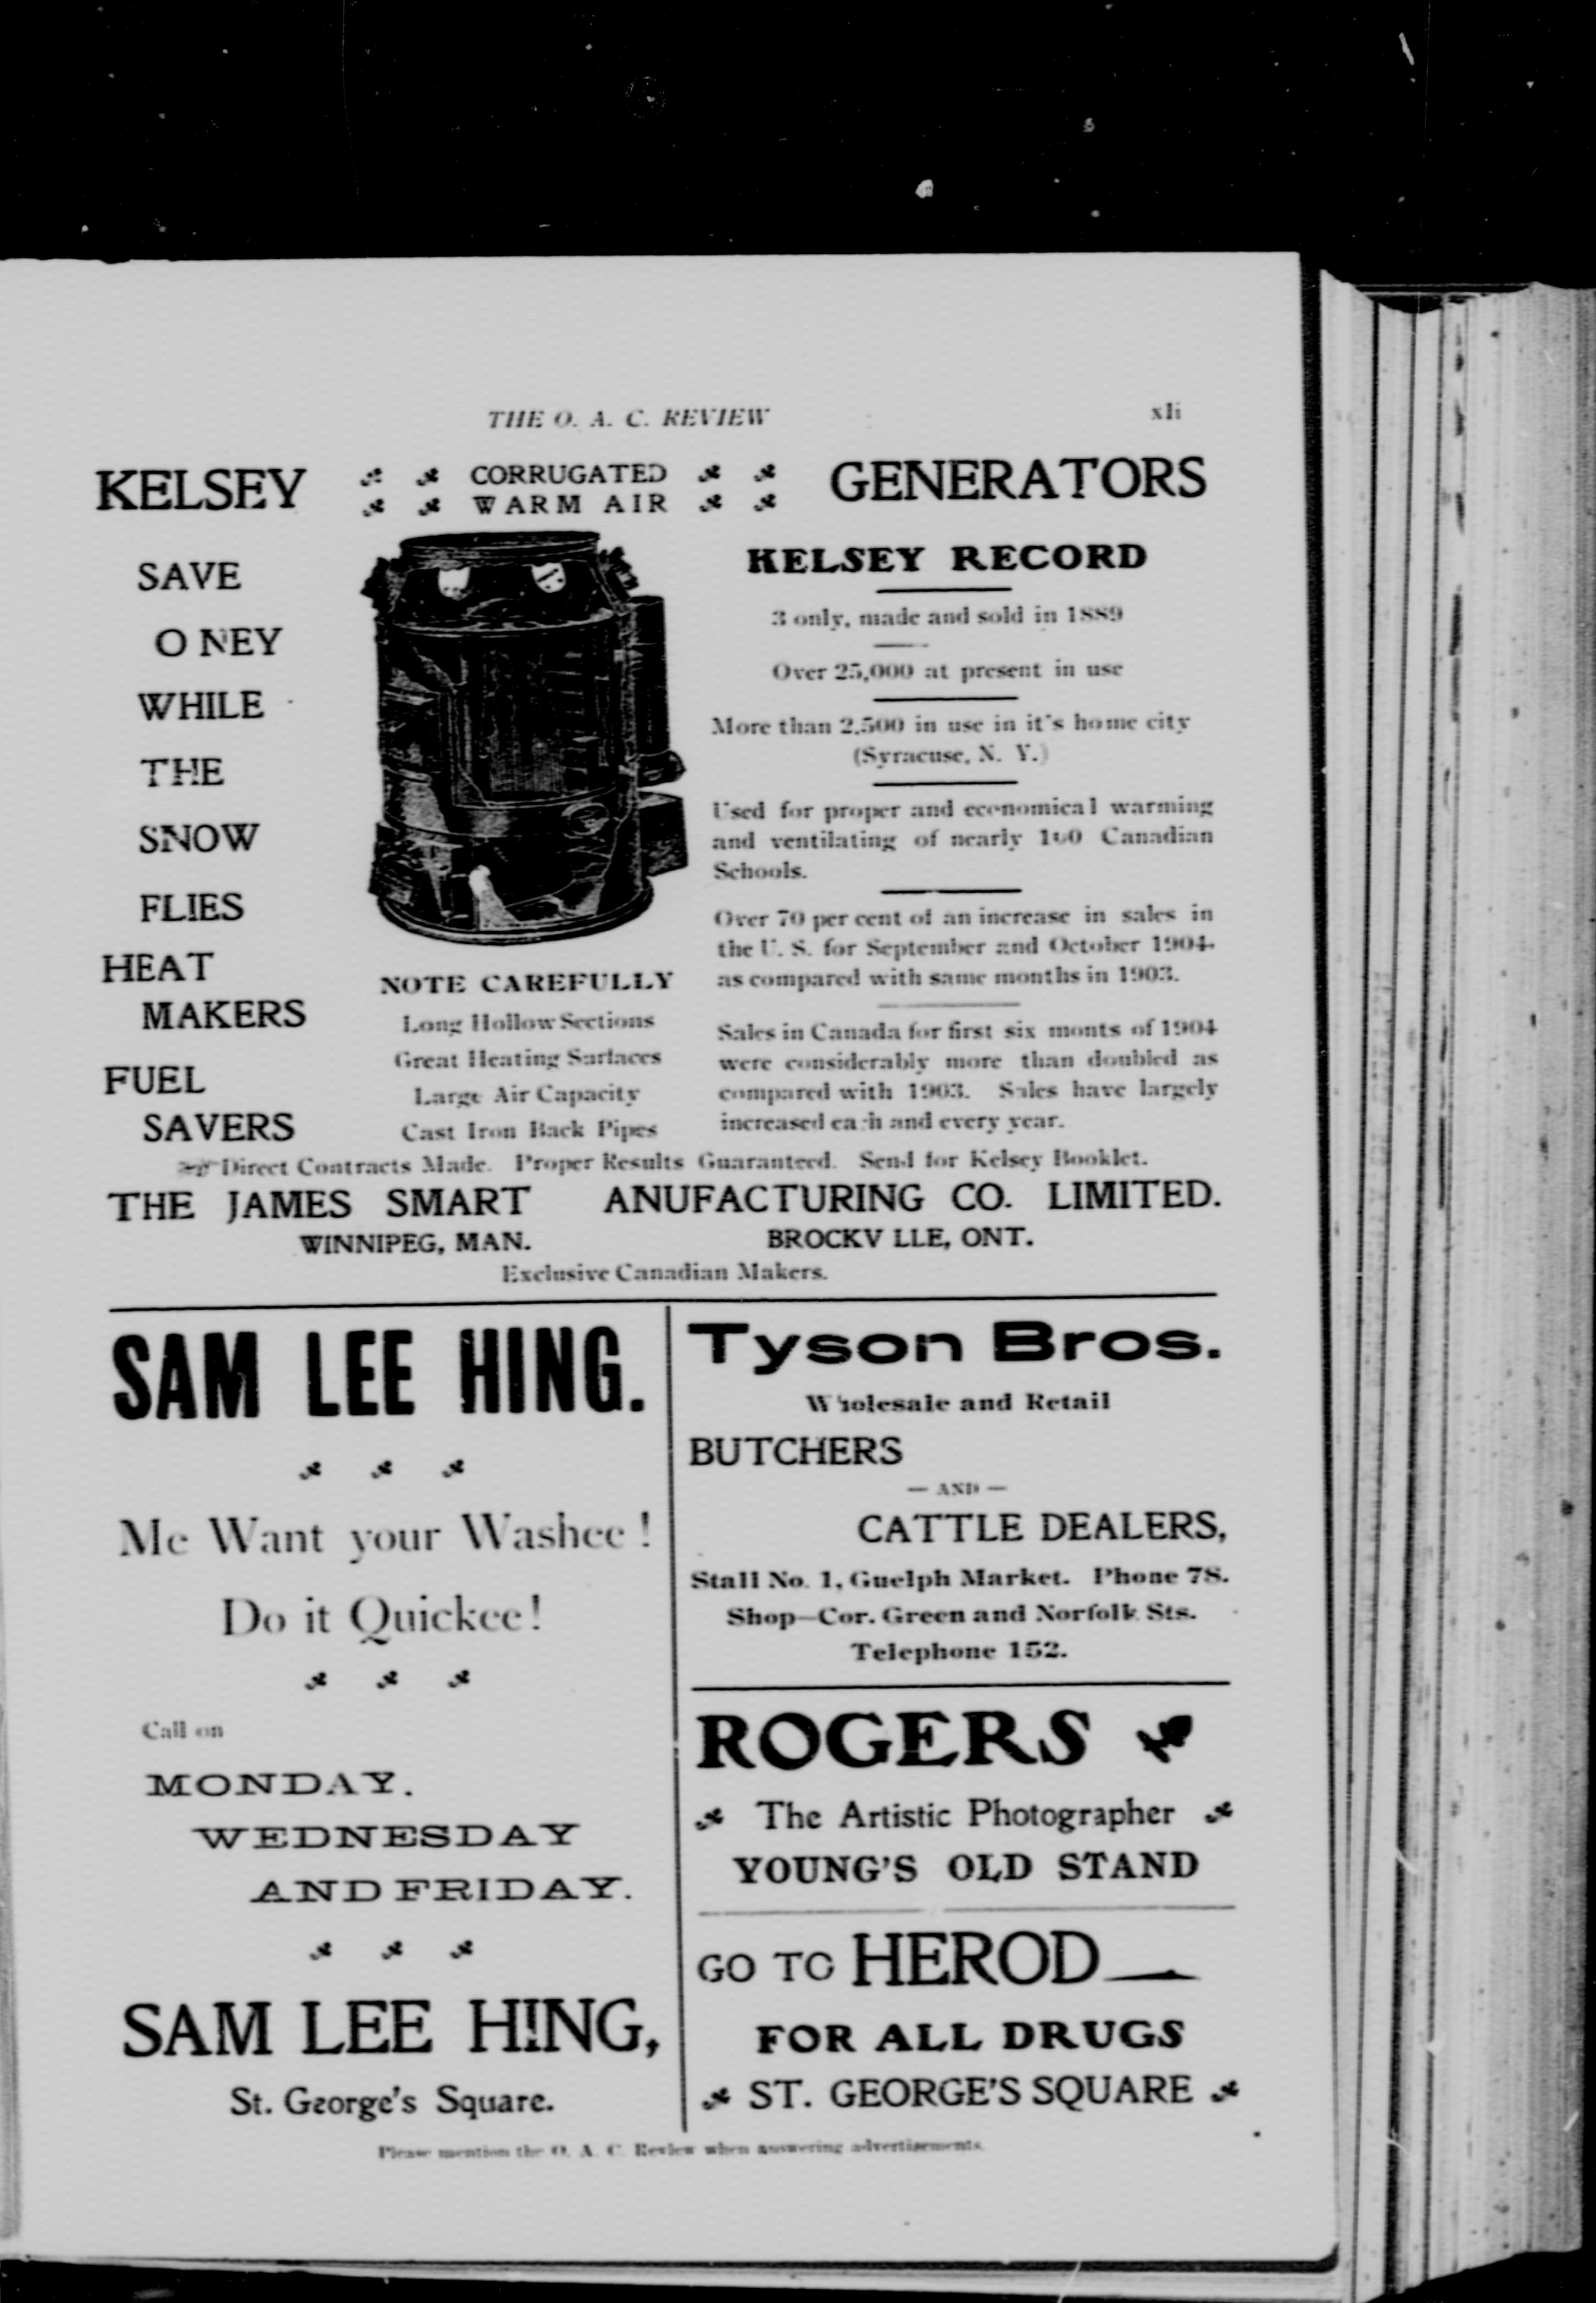 THE O. A. C. REVIEW
xli
KELSEY CORRUGATED GENERATORS
WARM AIR
SAVE
O NEY
WHILE
THE
SNOW
FLIES
HEAT
MAKERS
FUEL
SAVERS
NOTE CAREFULLY
Long Hollow Sections
Great Heating Surfaces
Large Air Capacity
Cast Iron Back Pipes
KELSEY RECORD
3 only, made and sold in 1889
Over 25,000 at present in use
More than 2,500 in use in it's home city
(Syracuse, N. Y.)
Used for proper and economical warming
and ventilating of nearly Canadian
Schools.
Over 70 per cent of an increase in sales in
the U. S. for September and October 1904
as compared with same months in 1903.
Sales in Canada for first six monts of 1904
were considerably more than doubled as
compared with 1903. Sales have largely
increased each and every year.
Direct Contracts Made. Proper Results Guaranteed. Send for Kelsey Booklet.
THE JAMES SMART ANUFACTURING CO. LIMITED.
WINNIPEG, MAN. BROCKV LLE, ONT.
Exclusive Canadian Makers.
SAM LEE HING.
Me Want your Washee!
Do it Quickee!
Call on
MONDAY.
WEDNESDAY
AND FRIDAY.
SAM LEE HING,
St. George's Square.
Tyson Bros.
Wholesale and Retail
BUTCHERS
— AND —
CATTLE DEALERS,
Stall No. 1, Guelph Market. Phone 78.
Shop—Cor. Green and Norfolk Sts.
Telephone 152.
ROGERS
The Artistic Photographer
YOUNG'S OLD STAND
GO TO HEROD
FOR ALL DRUGS
ST. GEORGE'S SQUARE
Please mention the O. A. C. Review when answering advertisements.